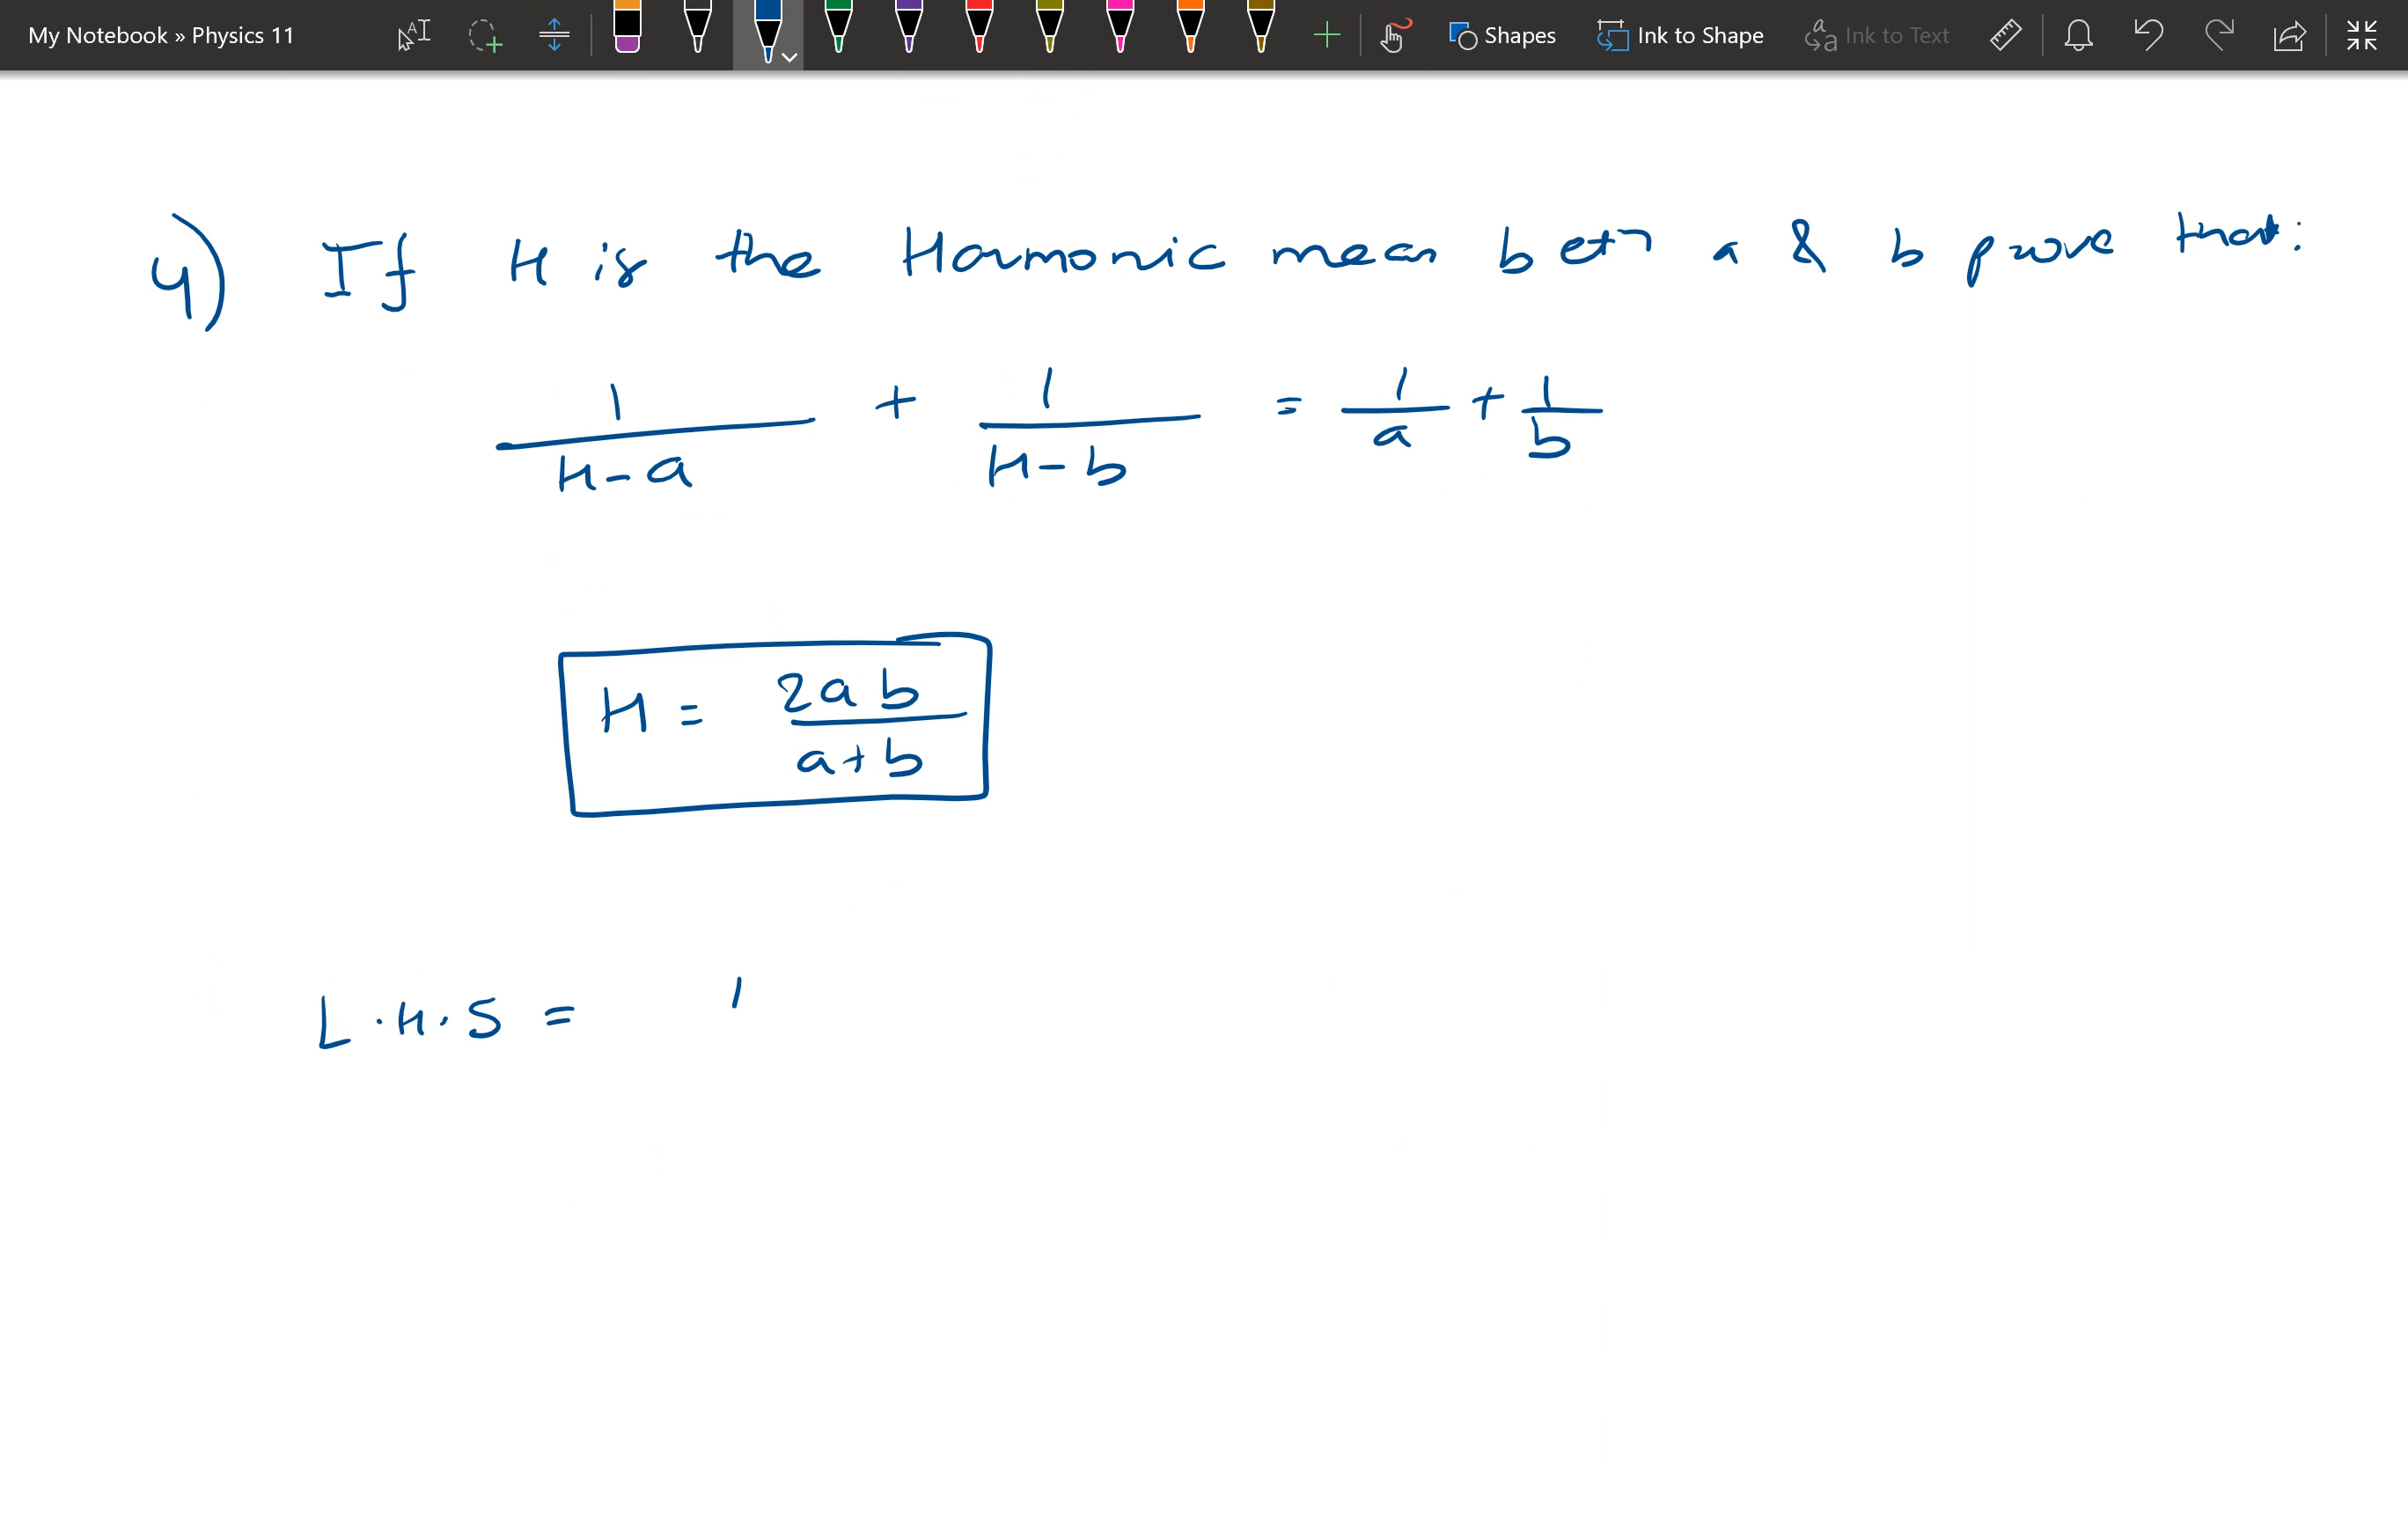 My Notebook » Physics 11 Shapes Ink to Shape Ink to Text
4) If H is the Harmonic mean betn a & b prove that:
1/(H-a) + 1/(H-b) = 1/a + 1/b
H = 2ab/(a+b)
L.H.S = 1